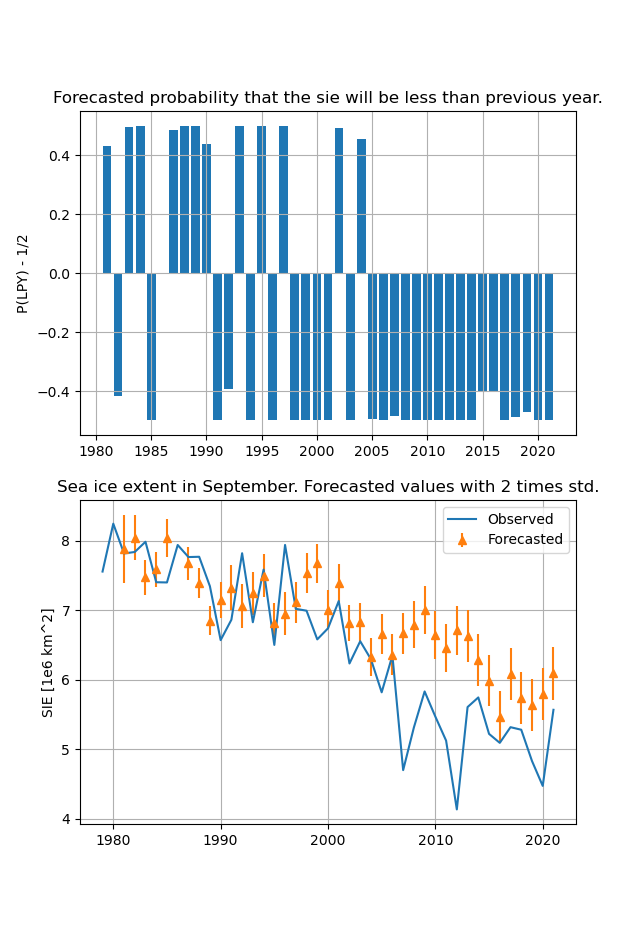 Forecasted probability that the sie will be less than previous year.
P(LPY) - 1/2
0.4
0.2
0.0
−0.2
−0.4
1980 1985 1990 1995 2000 2005 2010 2015 2020
Sea ice extent in September. Forecasted values with 2 times std.
SIE [1e6 km^2]
Observed
Forecasted
8
7
6
5
4
1980 1990 2000 2010 2020